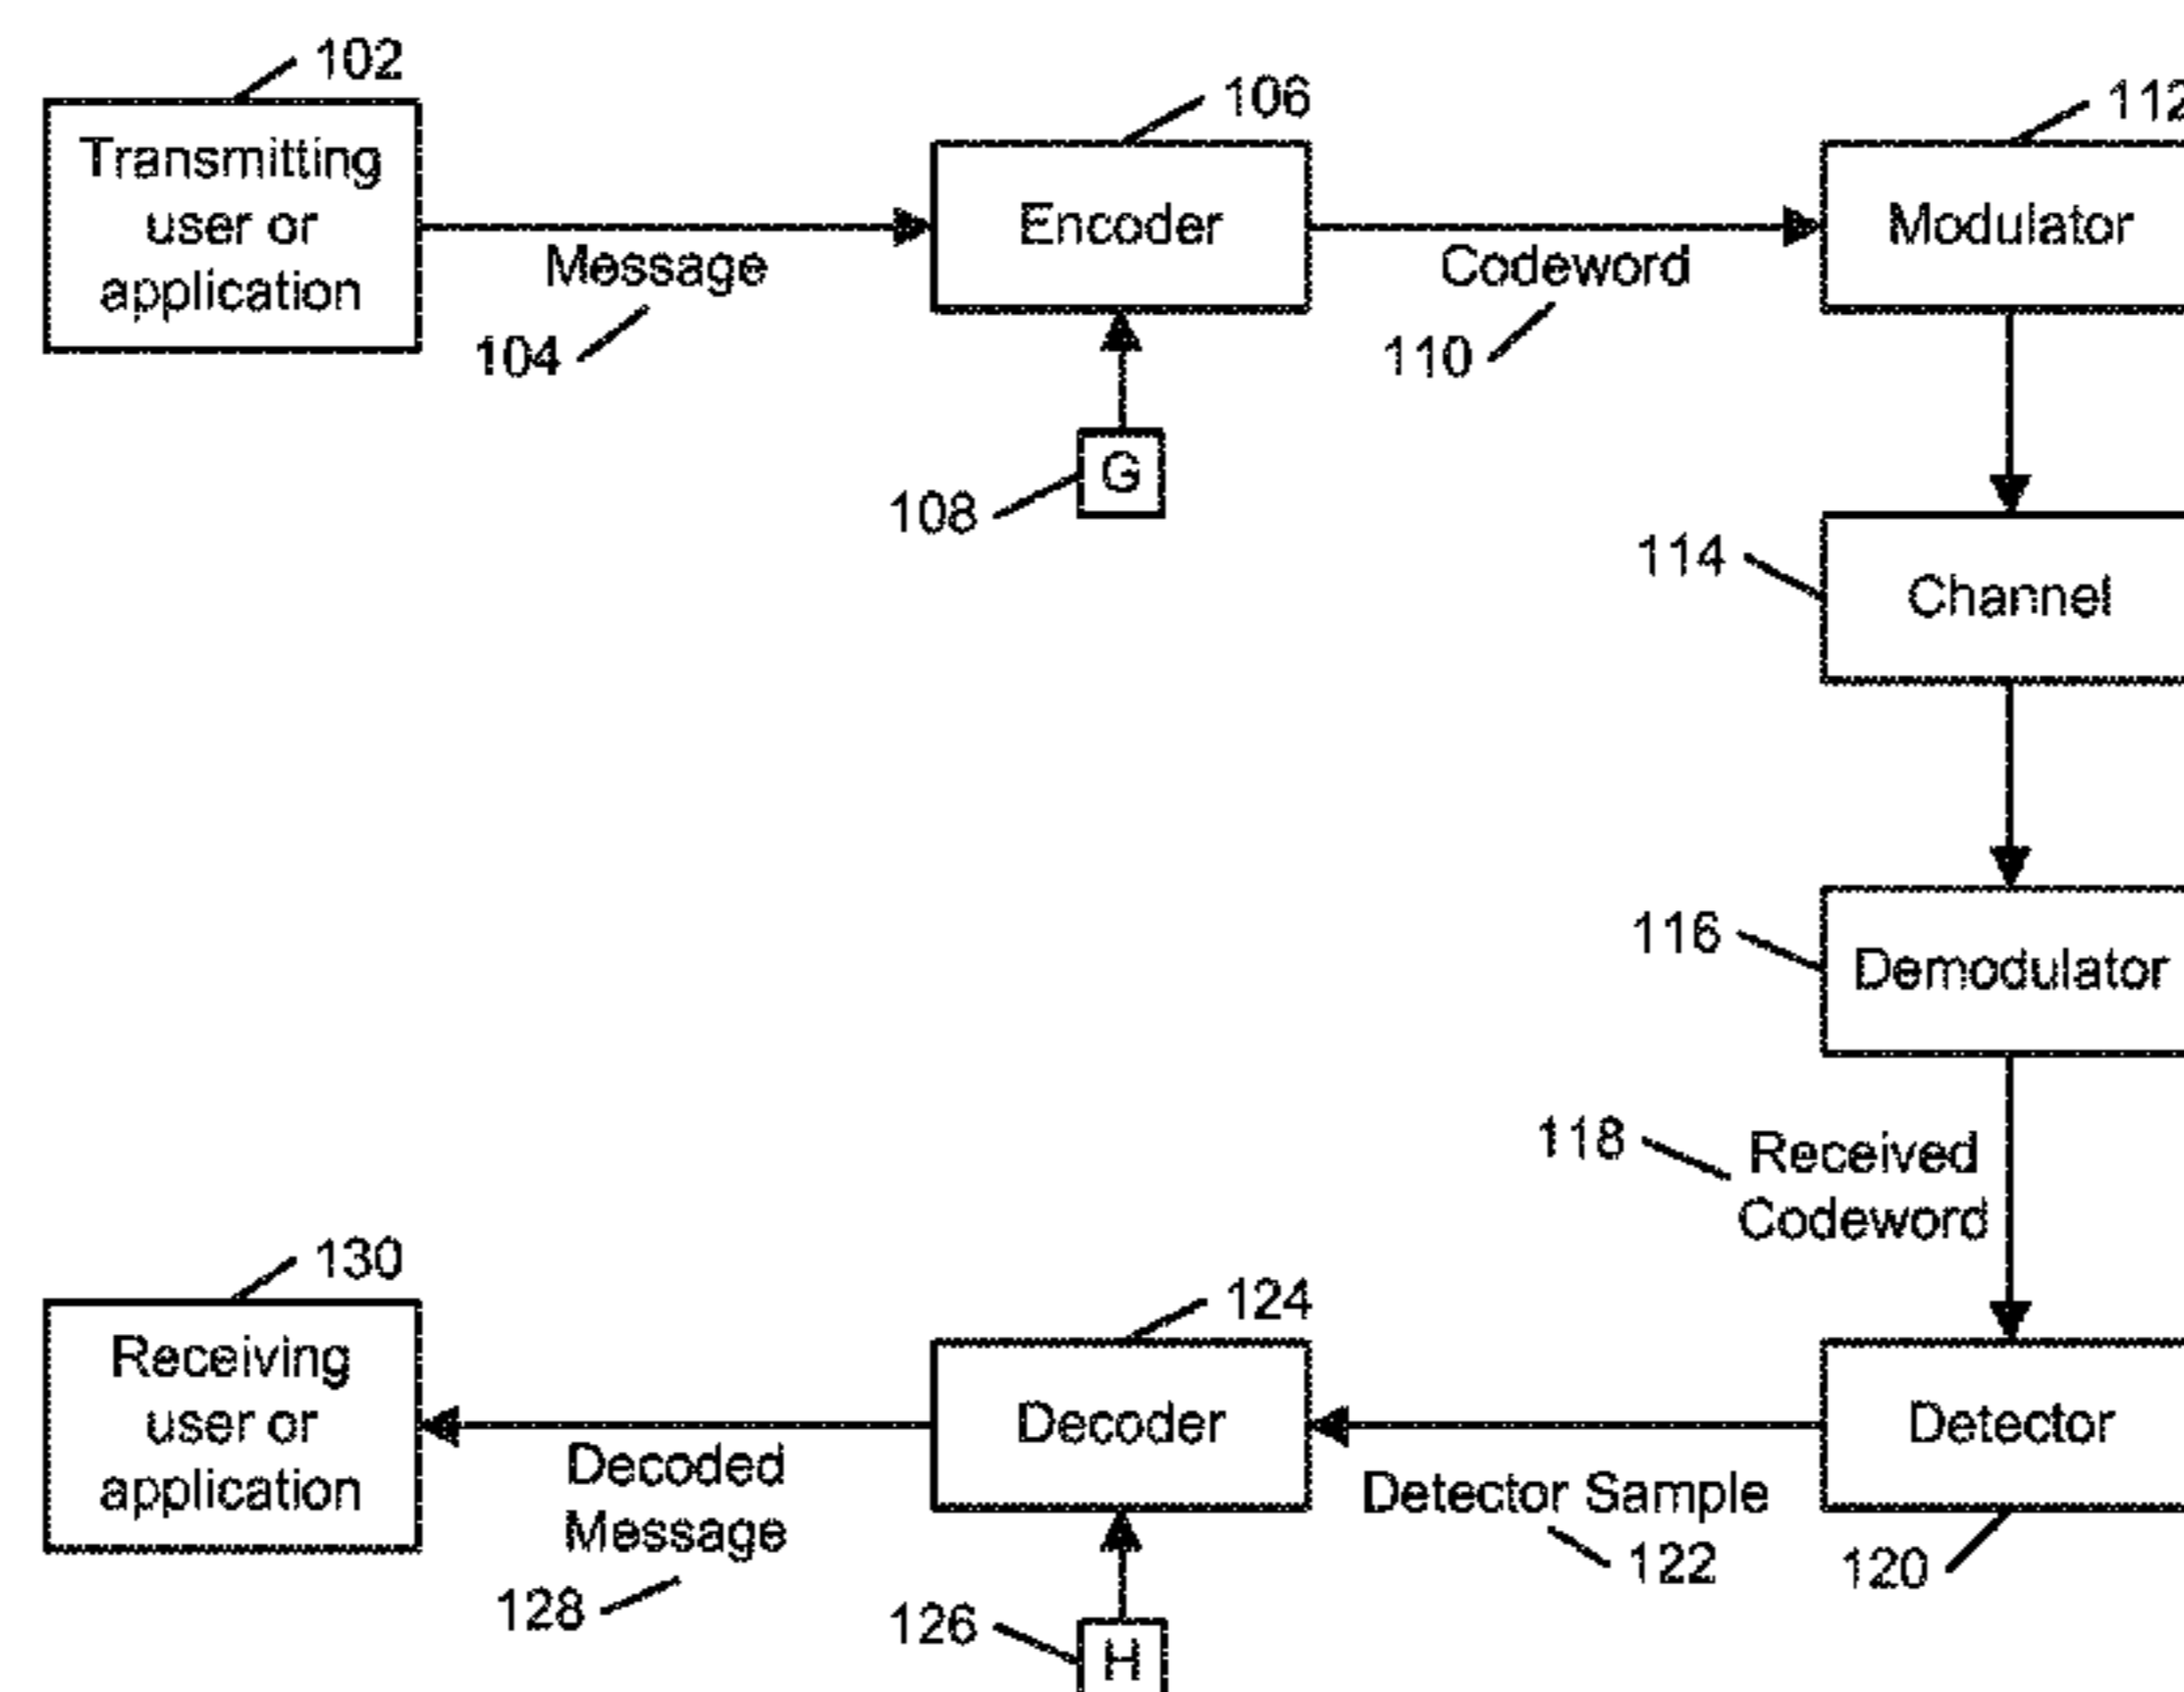 102
106
112
Transmitting
user or
application
Encoder
Modulator
Message
Codeword
104
110
G
108
114
Channel
116
Demodulator
118
Received
Codeword
130
124
Receiving
user or
application
Decoder
Detector
Decoded
Message
Detector Sample
122
120
128
126
H